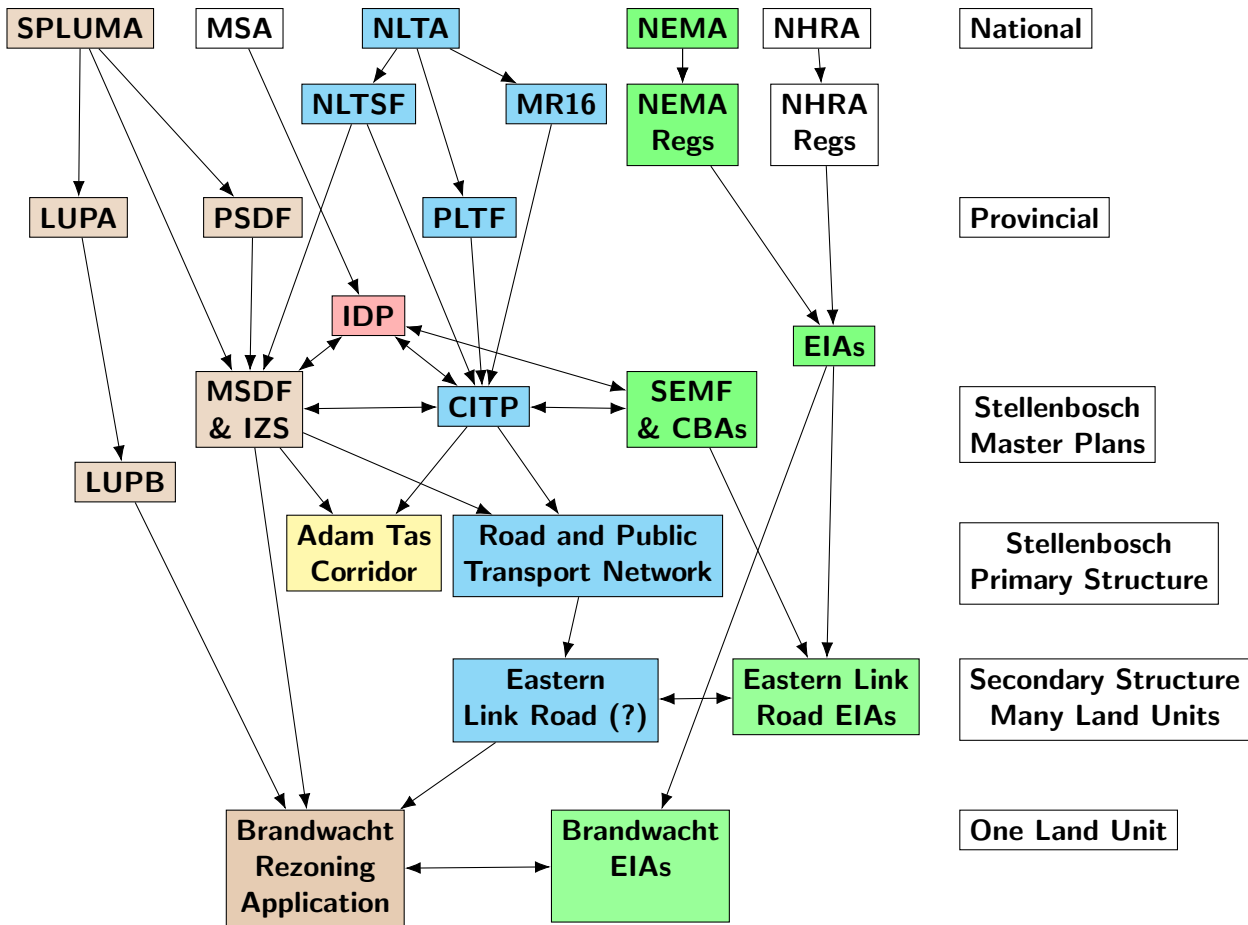 SPLUMA
MSA
NLTA
NEMA
NHRA
National
NLTSF
MR16
NEMA
Regs
NHRA
Regs
LUPA
PSDF
PLTF
Provincial
IDP
EIAs
MSDF
& IZS
CITP
SEMF
& CBAs
Stellenbosch
Master Plans
LUPB
Adam Tas
Corridor
Road and Public
Transport Network
Stellenbosch
Primary Structure
Eastern
Link Road (?)
Eastern Link
Road EIAs
Secondary Structure
Many Land Units
Brandwacht
Rezoning
Application
Brandwacht
EIAs
One Land Unit